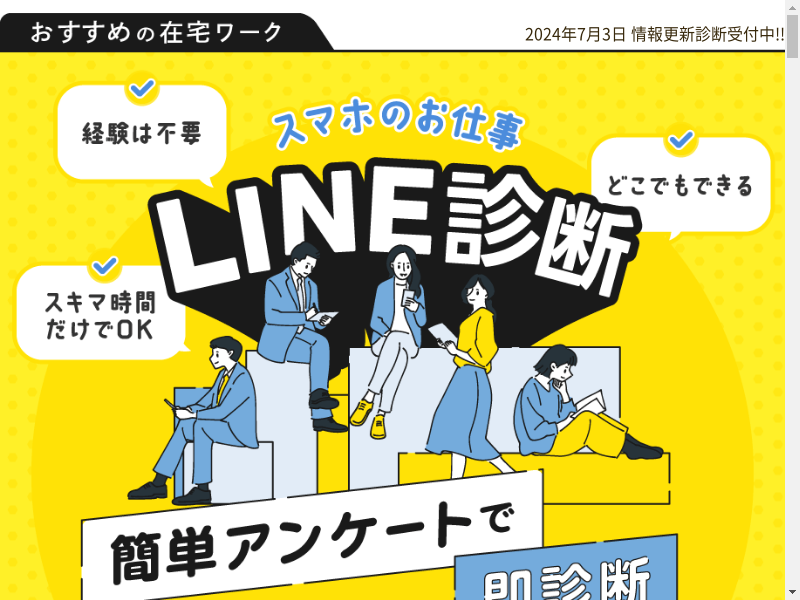 おすすめの在宅ワーク
2024年7月3日 情報更新診断受付中!!
経験は不要
スマホのお仕事
どこでもできる
LINE診断
スキマ時間
だけでOK
簡単アンケートで
即診断